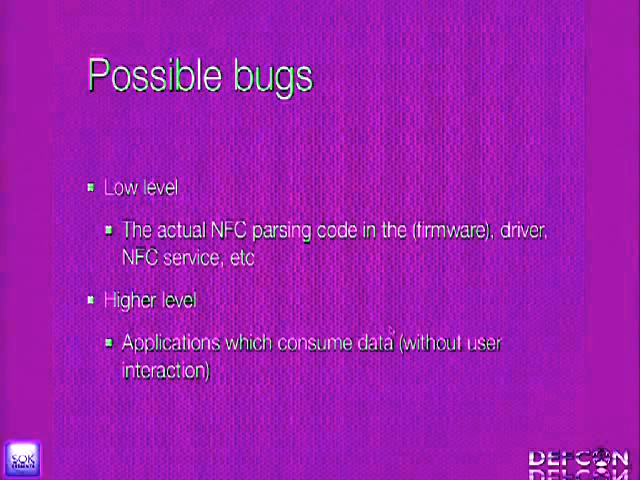 Possible bugs
Low level
The actual NFC parsing code in the (firmware), driver,
NFC service, etc
Higher level
Applications which consume data (without user
interaction)
SOK
DEFCON